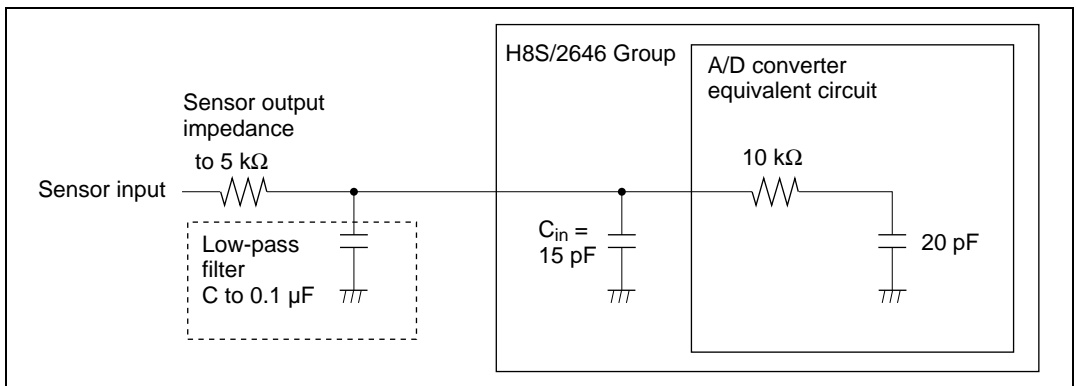 H8S/2646 Group
A/D converter
equivalent circuit
Sensor output
impedance
to 5 kΩ
10 kΩ
Sensor input
Low-pass
filter
C to 0.1 µF
Cin =
15 pF
20 pF